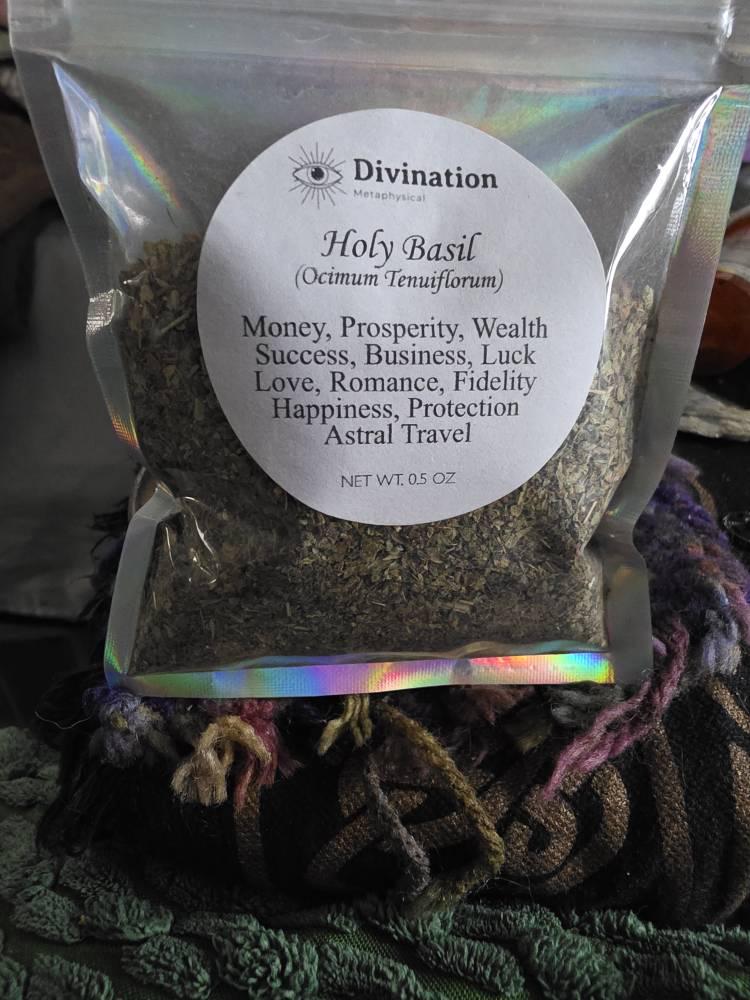 Divination
Metaphysical
Holy Basil
(Ocimum Tenuiflorum)
Money, Prosperity, Wealth
Success, Business, Luck
Love, Romance, Fidelity
Happiness, Protection
Astral Travel
NET WT. 0.5 OZ